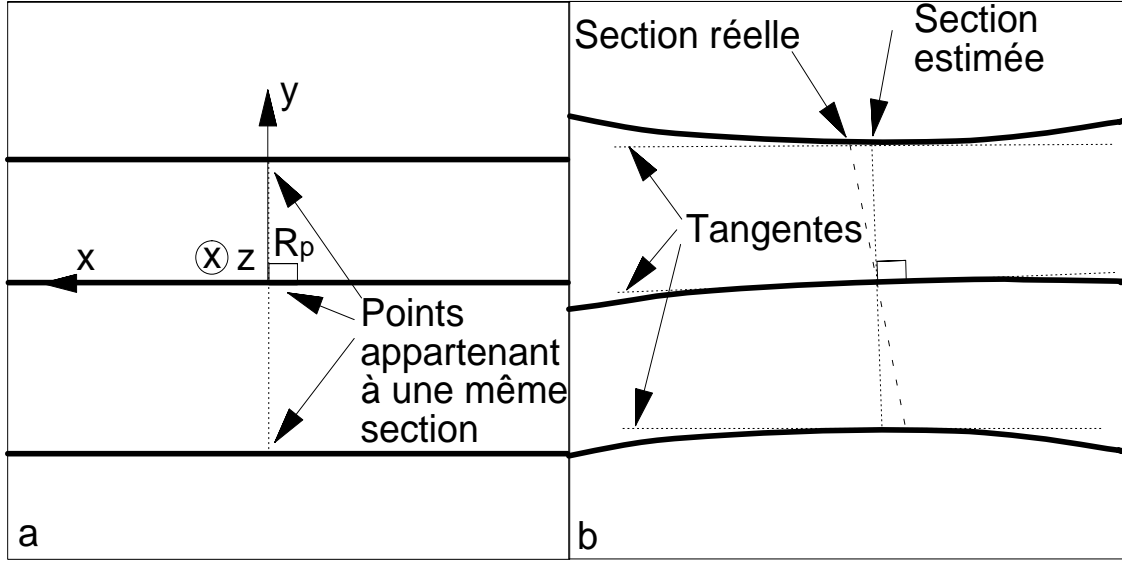 y
x
X z
Rp
Points
appartenant
à une même
section
a
Section réelle
Section
estimée
Tangentes
b